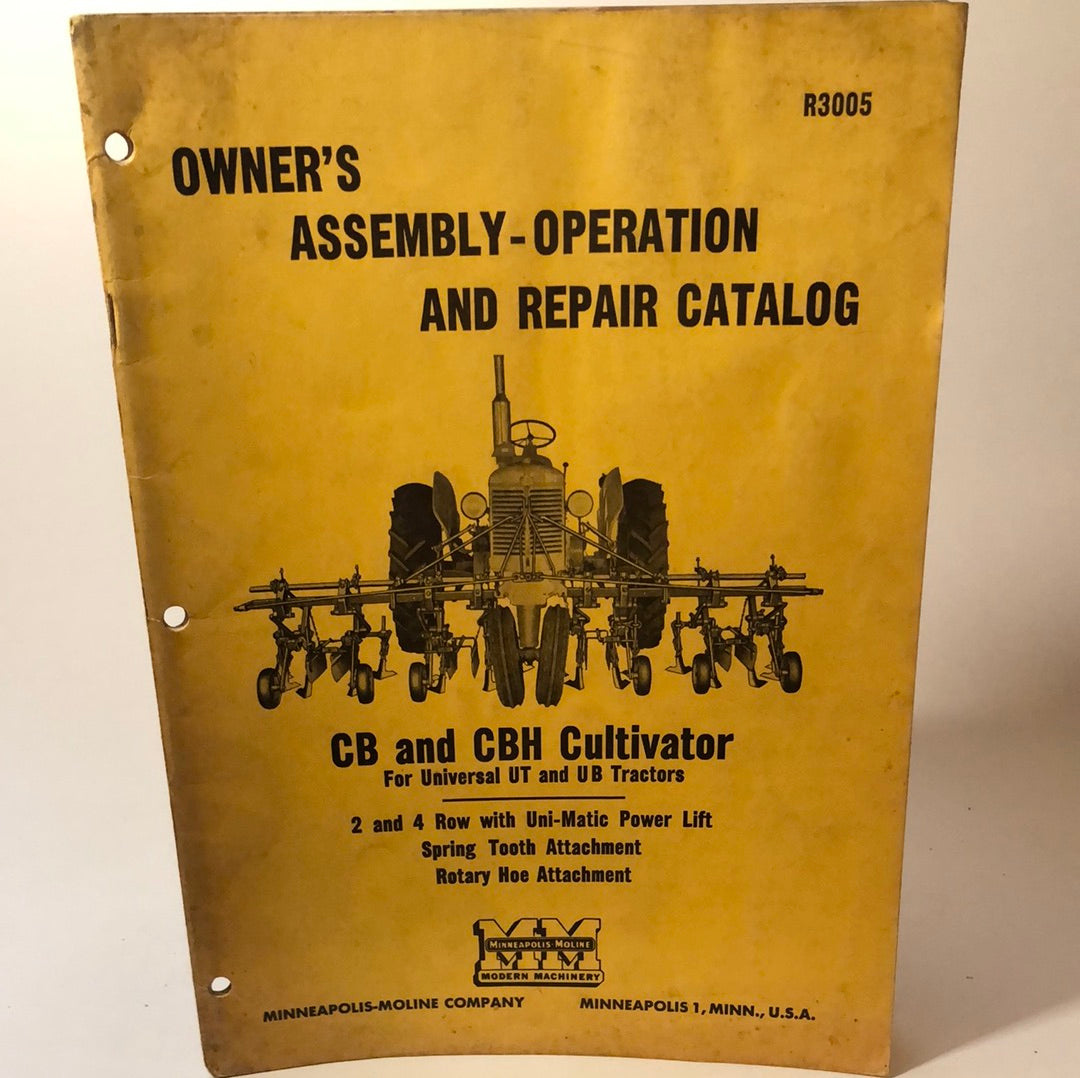 R3005
OWNER'S
ASSEMBLY-OPERATION
AND REPAIR CATALOG
CB and CBH Cultivator
For Universal UT and UB Tractors
2 and 4 Row with Uni-Matic Power Lift
Spring Tooth Attachment
Rotary Hoe Attachment
MM
MINNEAPOLIS-MOLINE
MODERN MACHINERY
MINNEAPOLIS-MOLINE COMPANY MINNEAPOLIS 1, MINN., U.S.A.